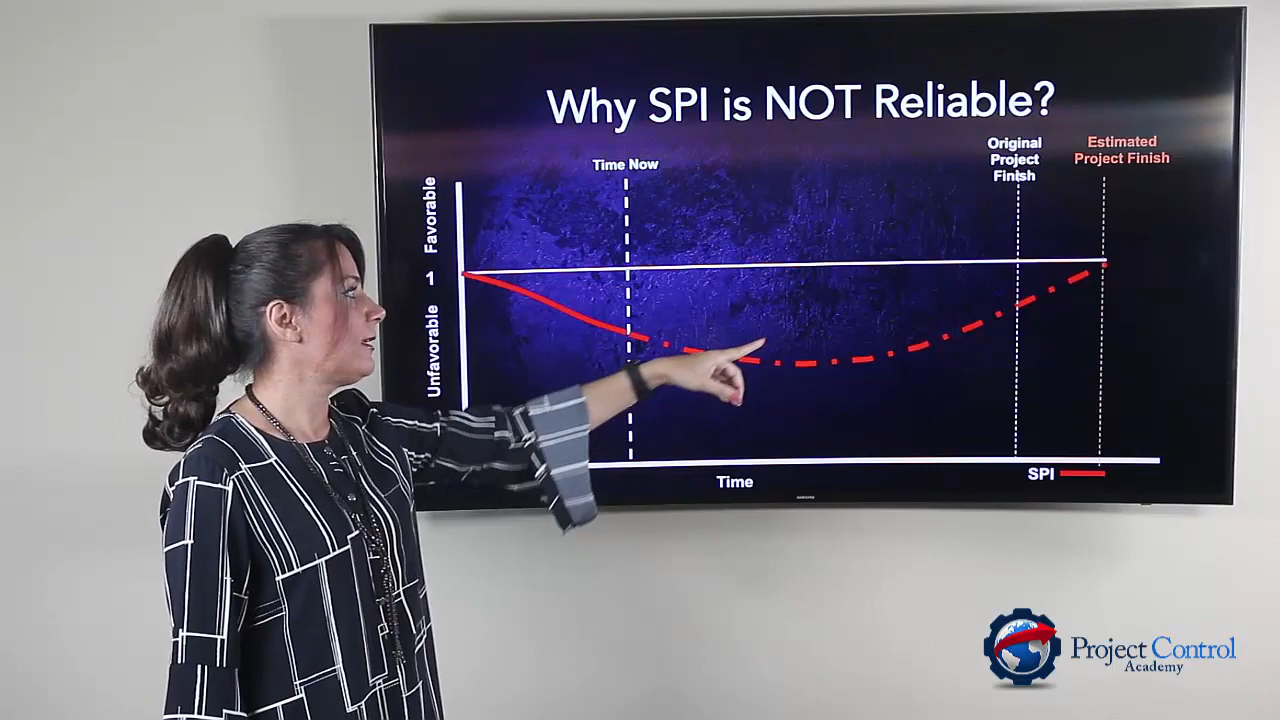 Why SPI is NOT Reliable?
Time Now
Original
Project
Finish
Estimated
Project Finish
Favorable
1
Unfavorable
Time
SPI
SAMSUNG
Project Control
Academy